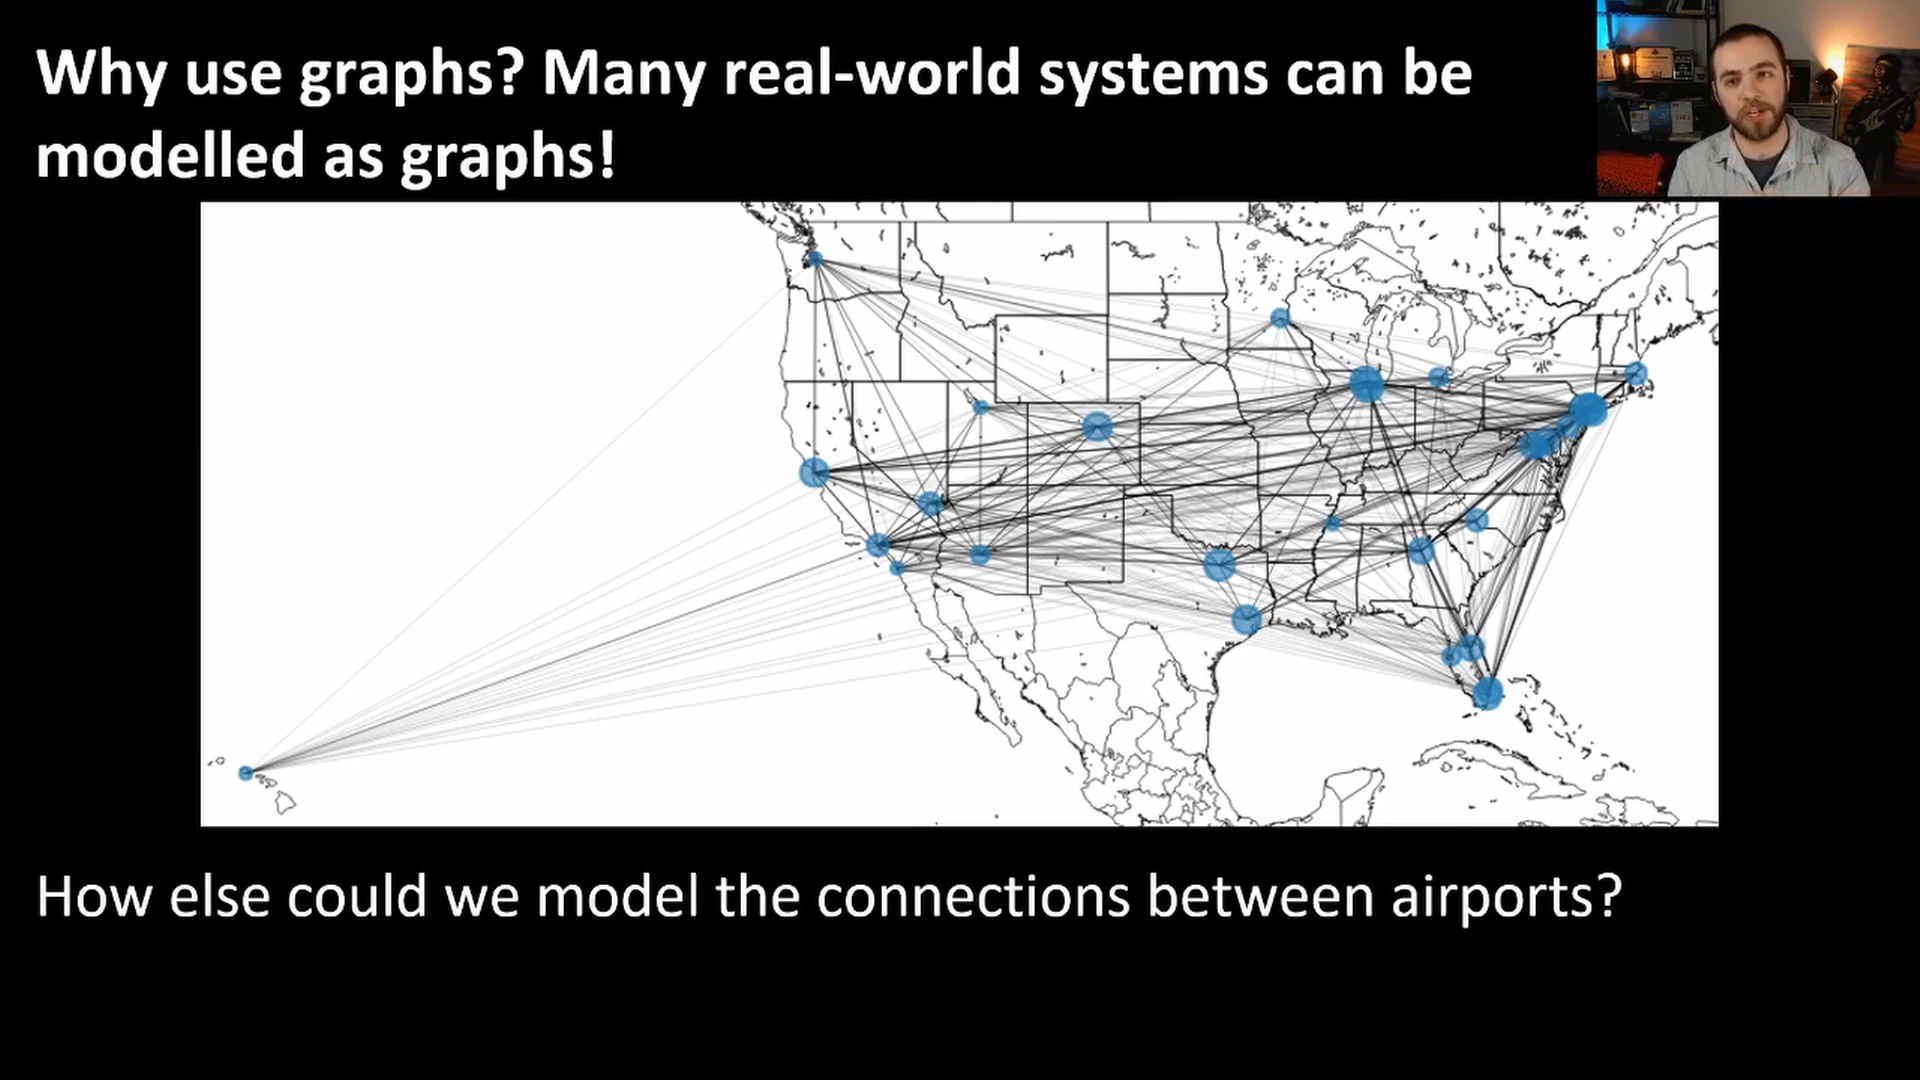 Why use graphs? Many real-world systems can be
modelled as graphs!
How else could we model the connections between airports?